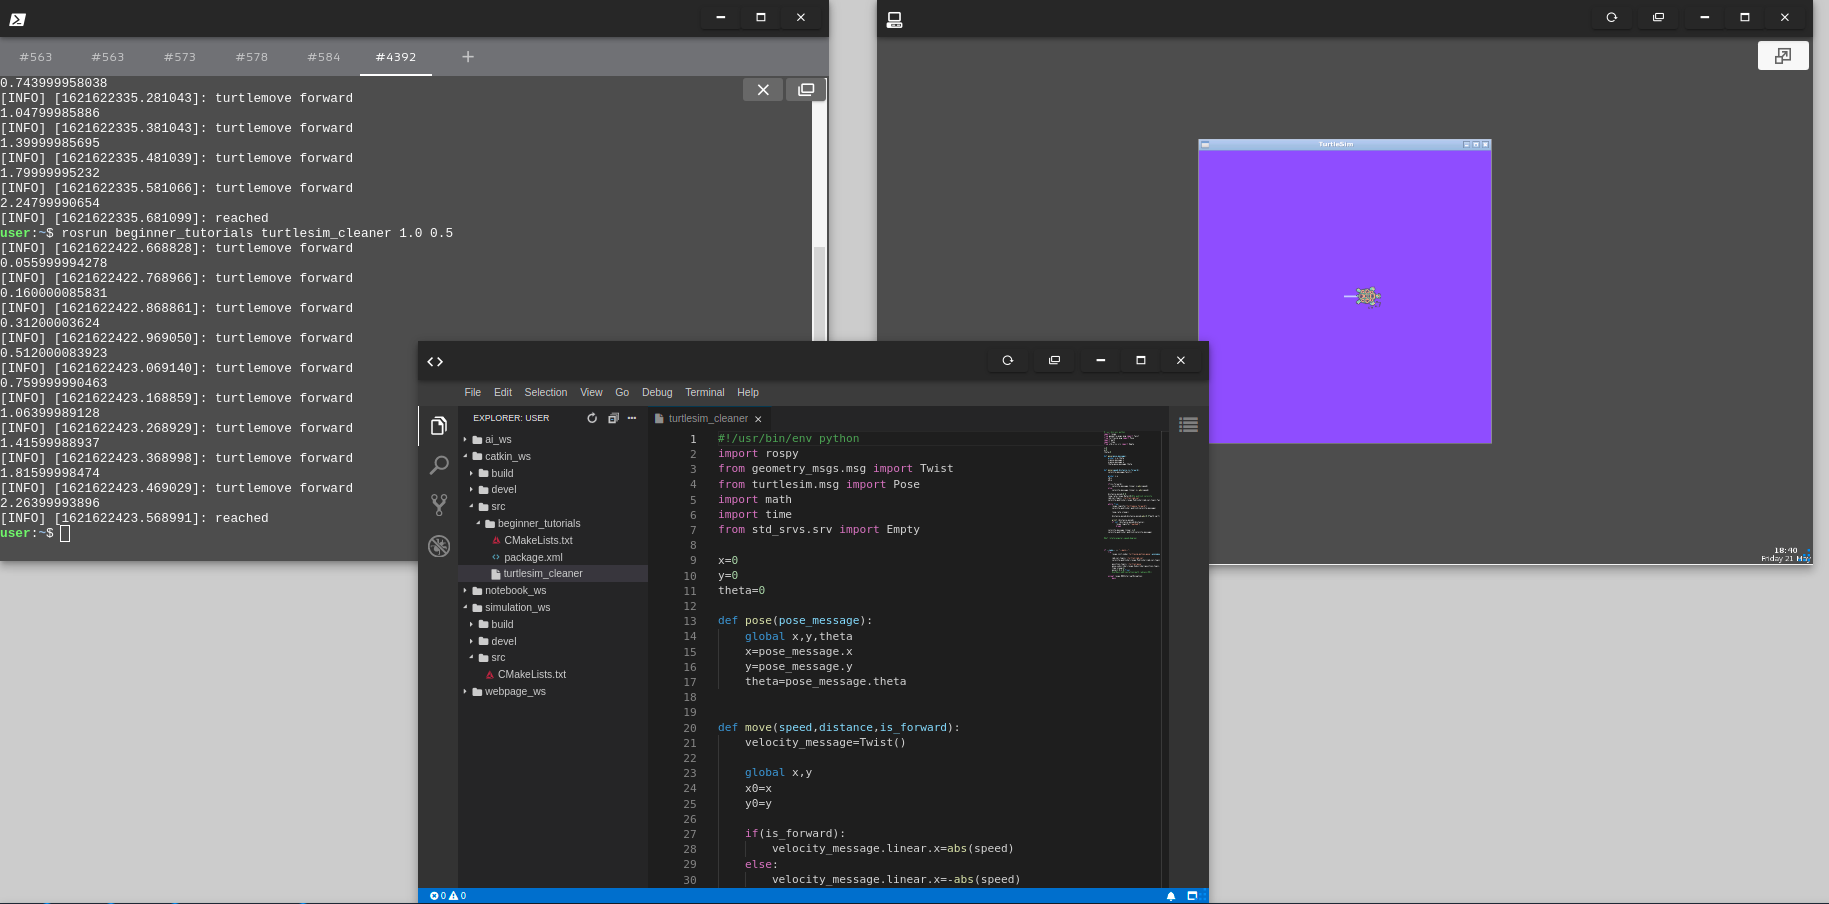 #563 #563 #573 #578 #584 #4392 +
0.743999958038
[INFO] [1621622335.281043]: turtlemove forward
1.04799985886
[INFO] [1621622335.381043]: turtlemove forward
1.39999985695
[INFO] [1621622335.481039]: turtlemove forward
1.79999995232
[INFO] [1621622335.581066]: turtlemove forward
2.24799990654
[INFO] [1621622335.681099]: reached
user:~$ rosrun beginner_tutorials turtlesim_cleaner 1.0 0.5
[INFO] [1621622422.668828]: turtlemove forward
0.055999994278
[INFO] [1621622422.768966]: turtlemove forward
0.160000085831
[INFO] [1621622422.868861]: turtlemove forward
0.31200003624
[INFO] [1621622422.969050]: turtlemove forward
0.512000083923
[INFO] [1621622423.069140]: turtlemove forward
0.759999990463
[INFO] [1621622423.168859]: turtlemove forward
1.06399989128
[INFO] [1621622423.268929]: turtlemove forward
1.41599988937
[INFO] [1621622423.368998]: turtlemove forward
1.81599998474
[INFO] [1621622423.469029]: turtlemove forward
2.26399993896
[INFO] [1621622423.568991]: reached
user:~$
TurtleSim
18:40
Friday 21 May
File Edit Selection View Go Debug Terminal Help
EXPLORER: USER
ai_ws
catkin_ws
build
devel
src
beginner_tutorials
CMakeLists.txt
package.xml
turtlesim_cleaner
notebook_ws
simulation_ws
build
devel
src
CMakeLists.txt
webpage_ws
turtlesim_cleaner
1 #!/usr/bin/env python
2 import rospy
3 from geometry_msgs.msg import Twist
4 from turtlesim.msg import Pose
5 import math
6 import time
7 from std_srvs.srv import Empty
8
9 x=0
10 y=0
11 theta=0
12
13 def pose(pose_message):
14 global x,y,theta
15 x=pose_message.x
16 y=pose_message.y
17 theta=pose_message.theta
18
19
20 def move(speed,distance,is_forward):
21 velocity_message=Twist()
22
23 global x,y
24 x0=x
25 y0=y
26
27 if(is_forward):
28 velocity_message.linear.x=abs(speed)
29 else:
30 velocity_message.linear.x=-abs(speed)
0 0